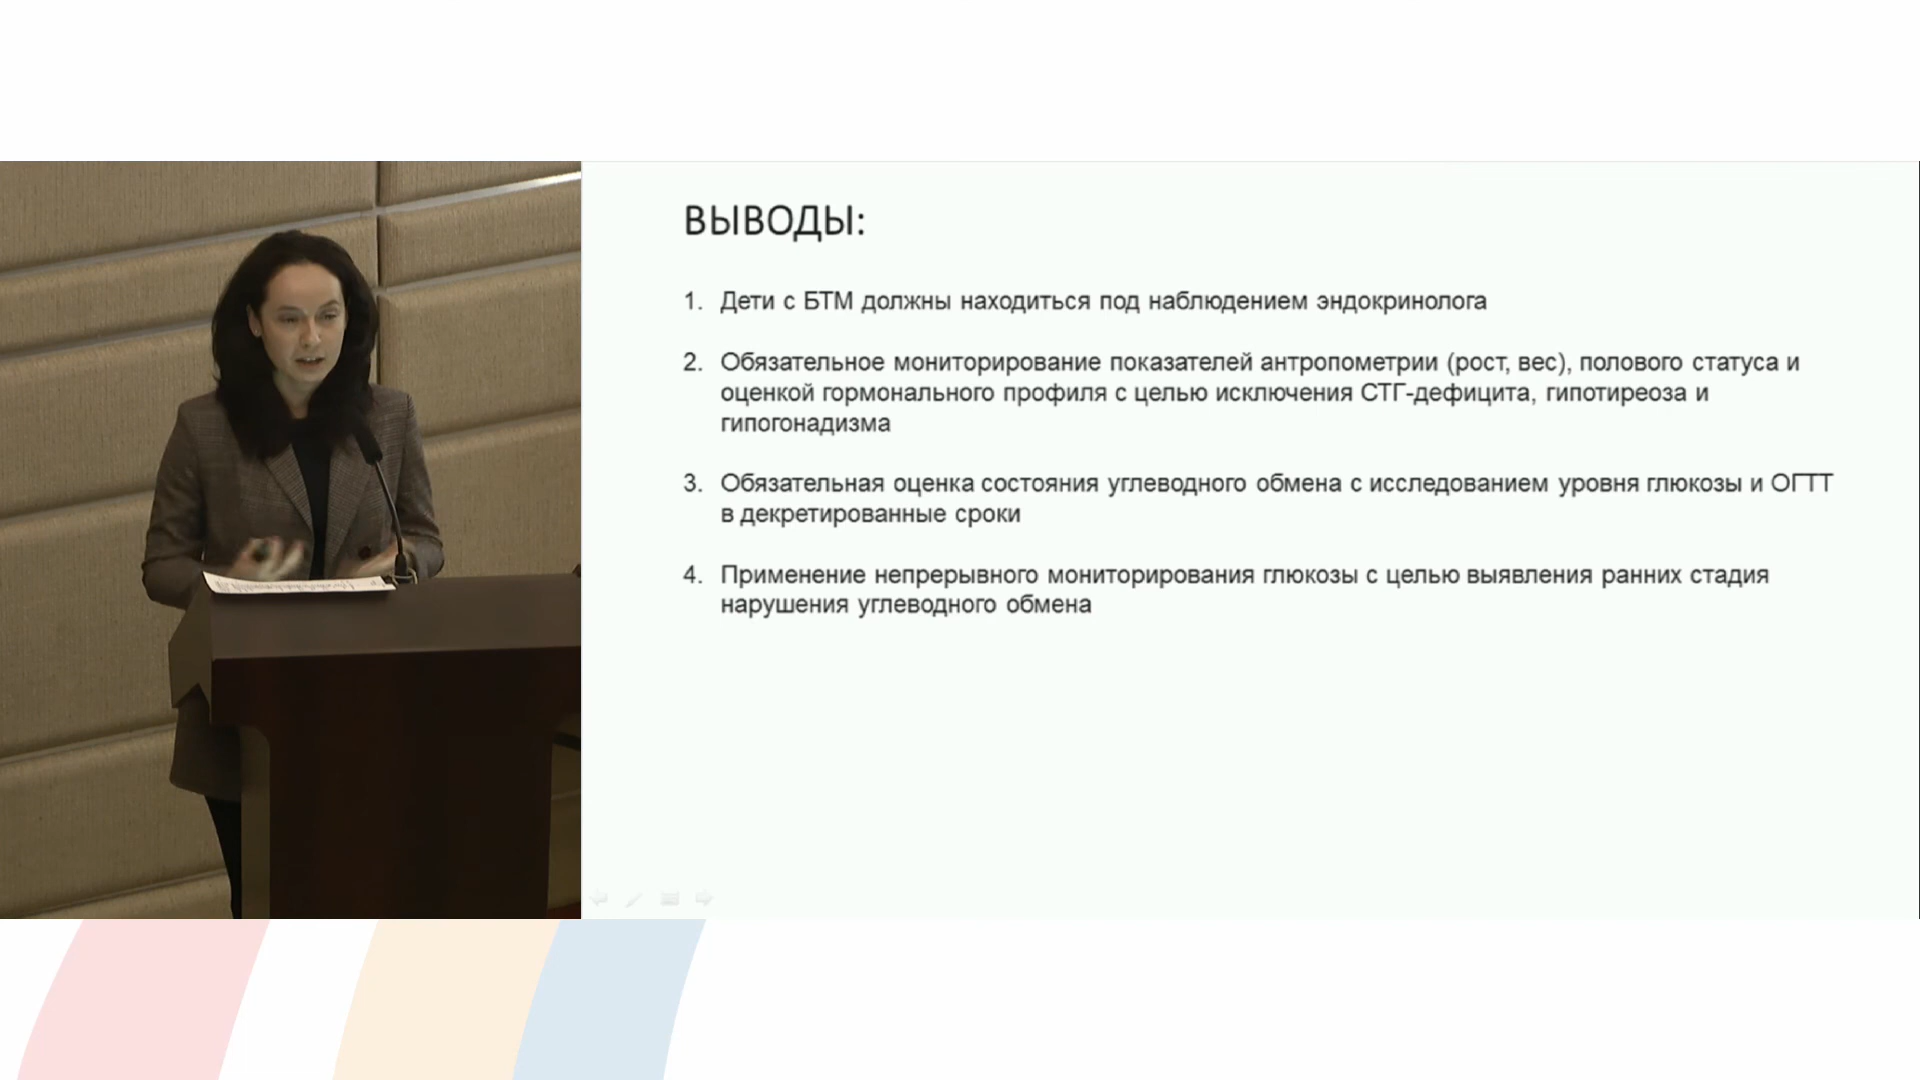 ВЫВОДЫ:
1. Дети с БТМ должны находиться под наблюдением эндокринолога
2. Обязательное мониторирование показателей антропометрии (рост, вес), полового статуса и
оценкой гормонального профиля с целью исключения СТГ-дефицита, гипотиреоза и
гипогонадизма
3. Обязательная оценка состояния углеводного обмена с исследованием уровня глюкозы и ОГТТ
в декретированные сроки
4. Применение непрерывного мониторирования глюкозы с целью выявления ранних стадия
нарушения углеводного обмена